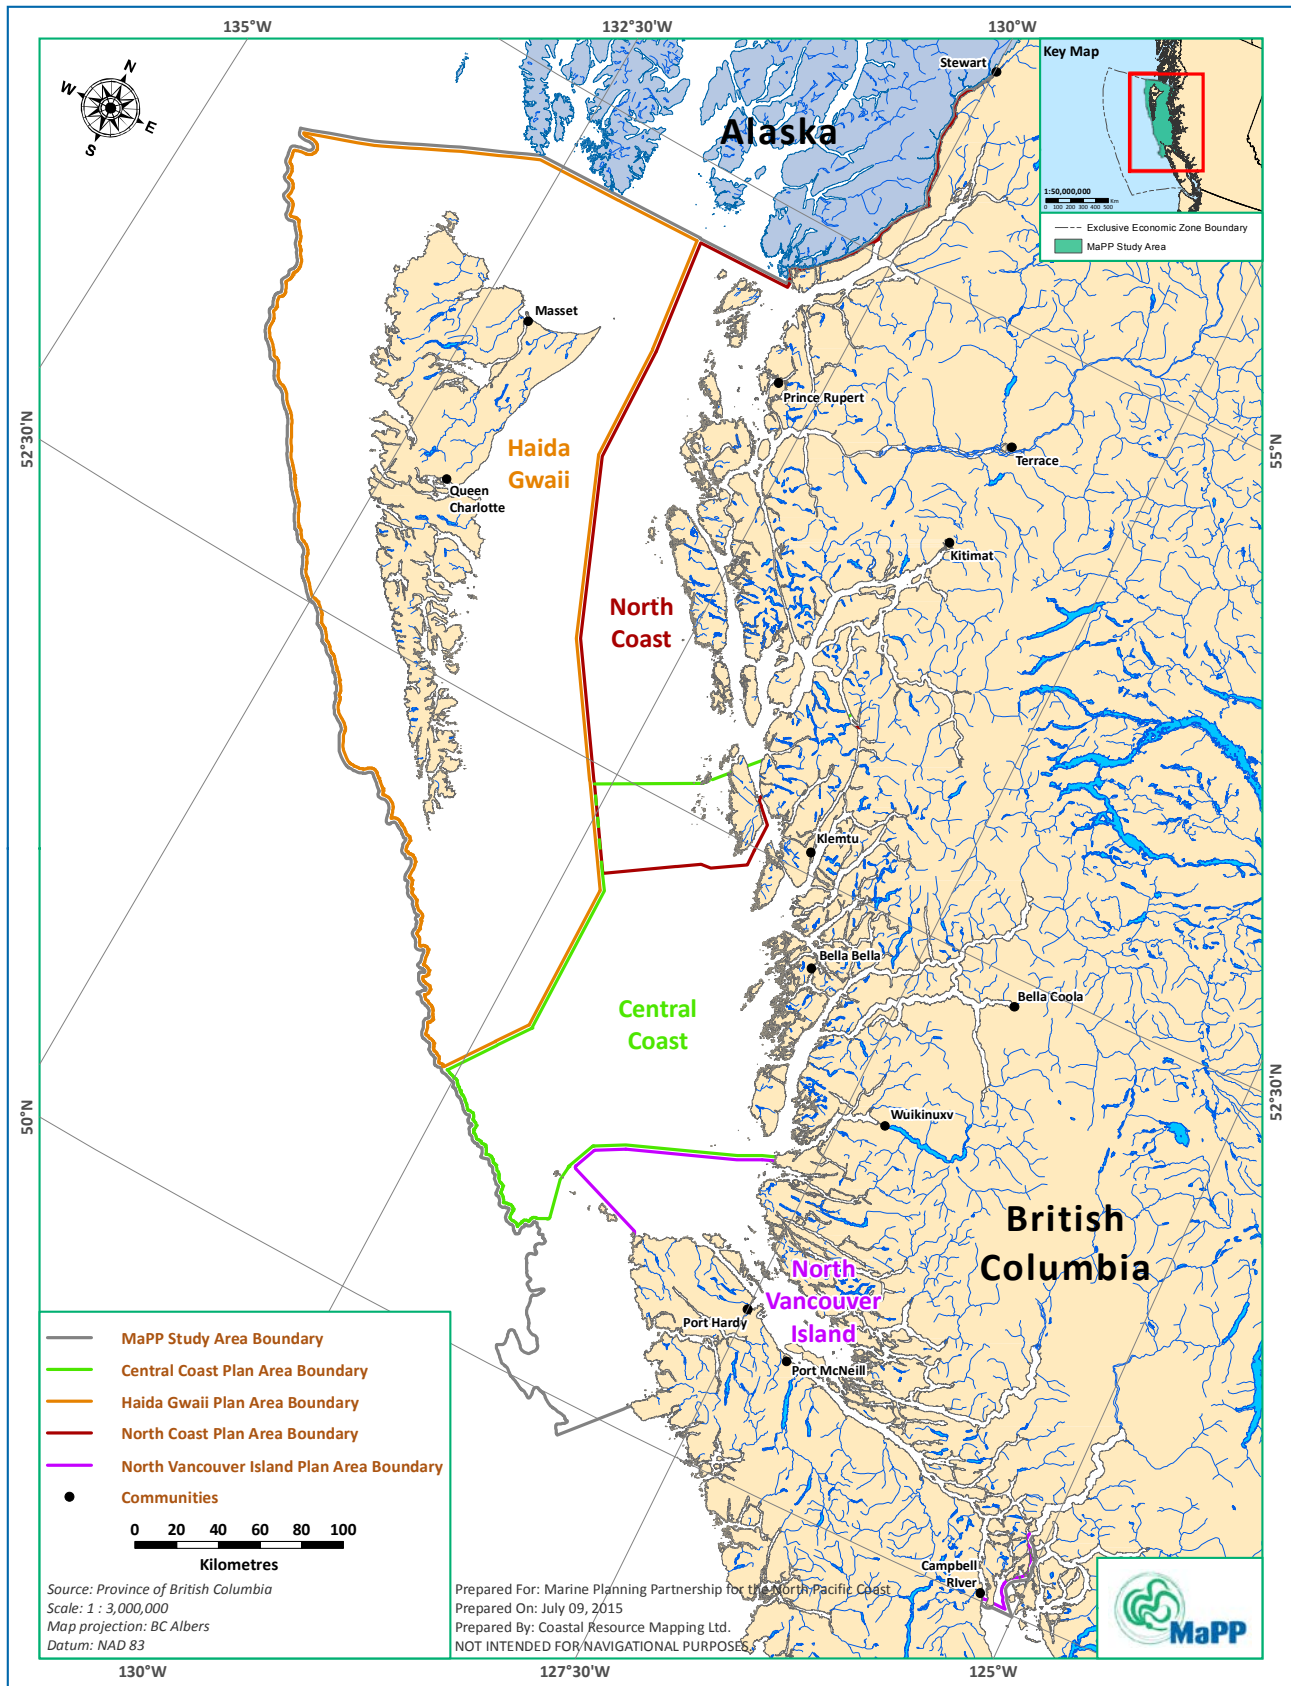 135°W
132°30'W
130°W
N
W
E
S
Key Map
1:50,000,000
0 100 200 300 400 500 Km
Exclusive Economic Zone Boundary
MaPP Study Area
Stewart
Alaska
Masset
Prince Rupert
52°30'N
55°N
Haida
Gwaii
Terrace
Queen
Charlotte
Kitimat
North
Coast
Klemtu
Bella Bella
Bella Coola
Central
Coast
50°N
52°30'N
Wuikinuxv
British
Columbia
North
Vancouver
Island
Port Hardy
Port McNeill
MaPP Study Area Boundary
Central Coast Plan Area Boundary
Haida Gwaii Plan Area Boundary
North Coast Plan Area Boundary
North Vancouver Island Plan Area Boundary
Communities
0 20 40 60 80 100
Kilometres
Campbell
RIver
Source: Province of British Columbia
Scale: 1 : 3,000,000
Map projection: BC Albers
Datum: NAD 83
Prepared For: Marine Planning Partnership for the North Pacific Coast
Prepared On: July 09, 2015
Prepared By: Coastal Resource Mapping Ltd.
NOT INTENDED FOR NAVIGATIONAL PURPOSES
MaPP
130°W
127°30'W
125°W